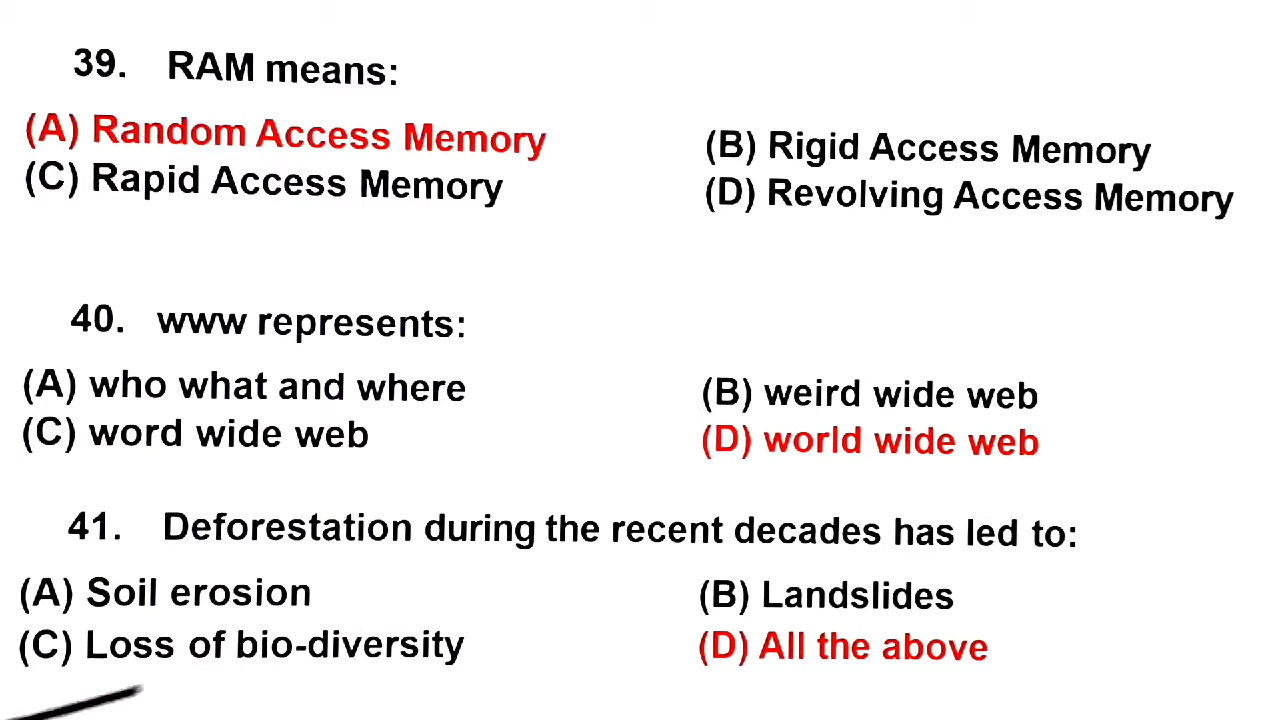 39. RAM means:
(A) Random Access Memory (B) Rigid Access Memory
(C) Rapid Access Memory (D) Revolving Access Memory
40. www represents:
(A) who what and where (B) weird wide web
(C) word wide web (D) world wide web
41. Deforestation during the recent decades has led to:
(A) Soil erosion (B) Landslides
(C) Loss of bio-diversity (D) All the above